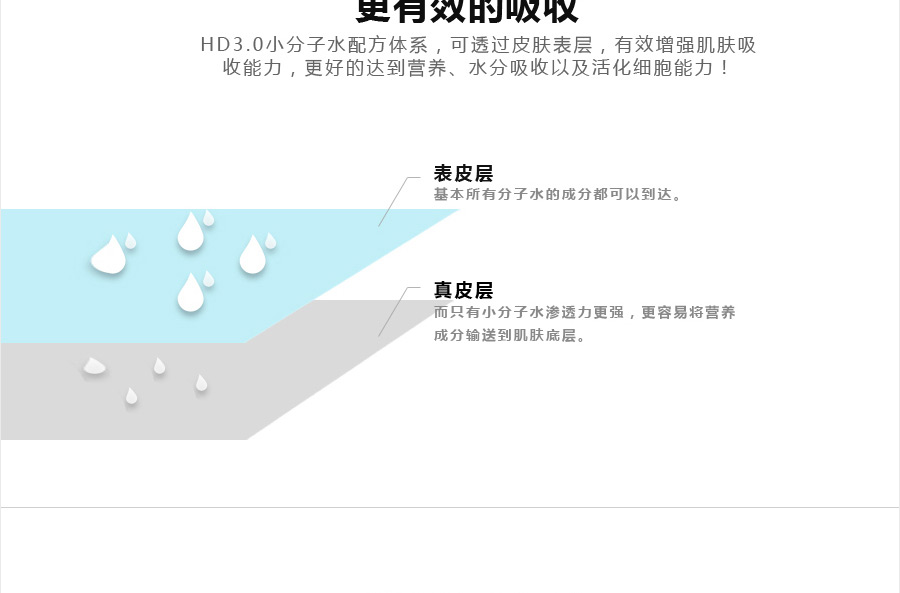 更有效的吸收
HD3.0小分子水配方体系，可透过皮肤表层，有效增强肌肤吸
收能力，更好的达到营养、水分吸收以及活化细胞能力！
表皮层
基本所有分子水的成分都可以到达。
真皮层
而只有小分子水渗透力更强，更容易将营养
成分输送到肌肤底层。